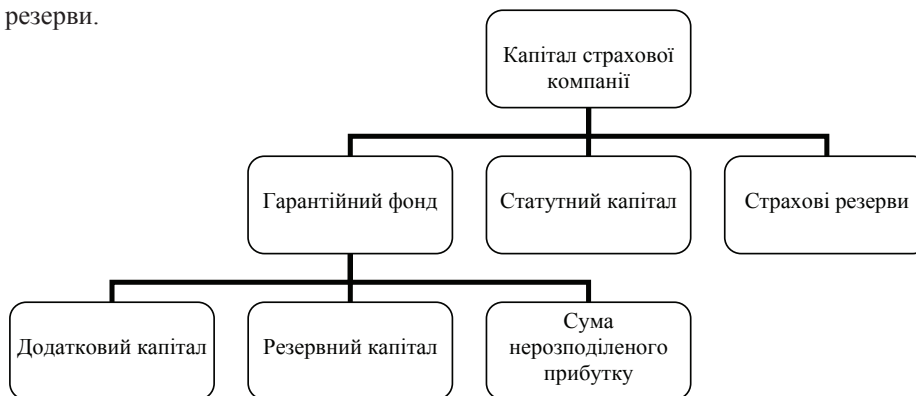 резерви.
Капітал страхової
компанії
Гарантійний фонд
Статутний капітал
Страхові резерви
Додатковий капітал
Резервний капітал
Сума
нерозподіленого
прибутку